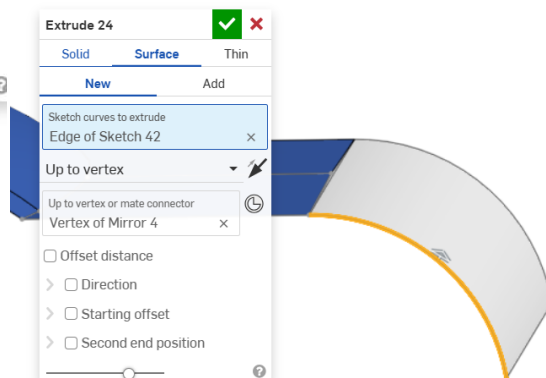 Extrude 24
Solid Surface Thin
New Add
Sketch curves to extrude
Edge of Sketch 42
Up to vertex
Up to vertex or mate connector
Vertex of Mirror 4
Offset distance
Direction
Starting offset
Second end position